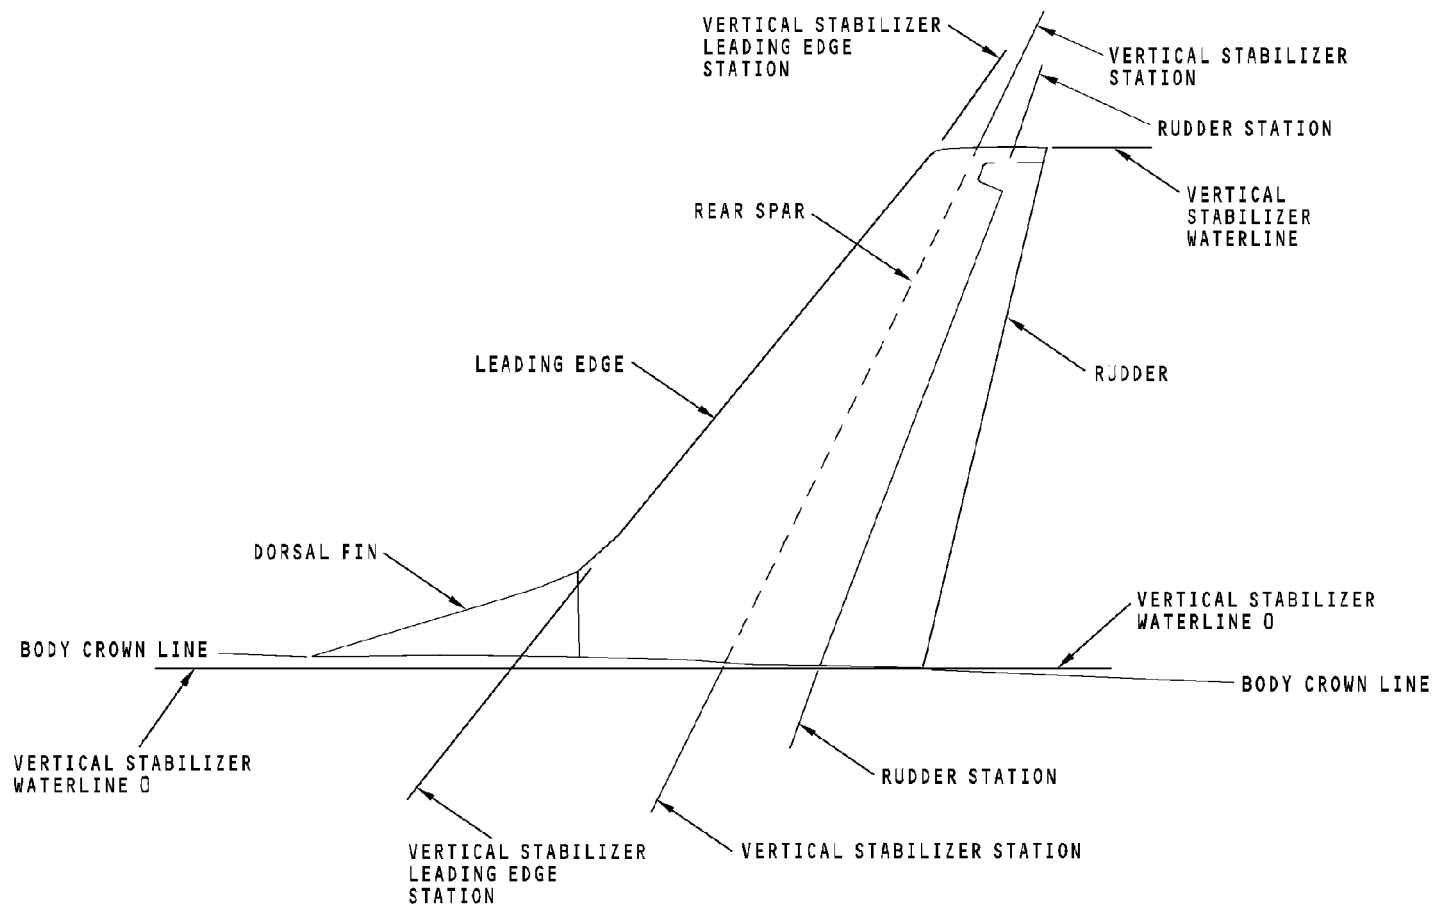 VERTICAL STABILIZER
LEADING EDGE
STATION
VERTICAL STABILIZER
STATION
RUDDER STATION
VERTICAL
STABILIZER
WATERLINE
REAR SPAR
LEADING EDGE
RUDDER
DORSAL FIN
VERTICAL STABILIZER
WATERLINE 0
BODY CROWN LINE
BODY CROWN LINE
VERTICAL STABILIZER
WATERLINE 0
RUDDER STATION
VERTICAL STABILIZER
LEADING EDGE
STATION
VERTICAL STABILIZER STATION